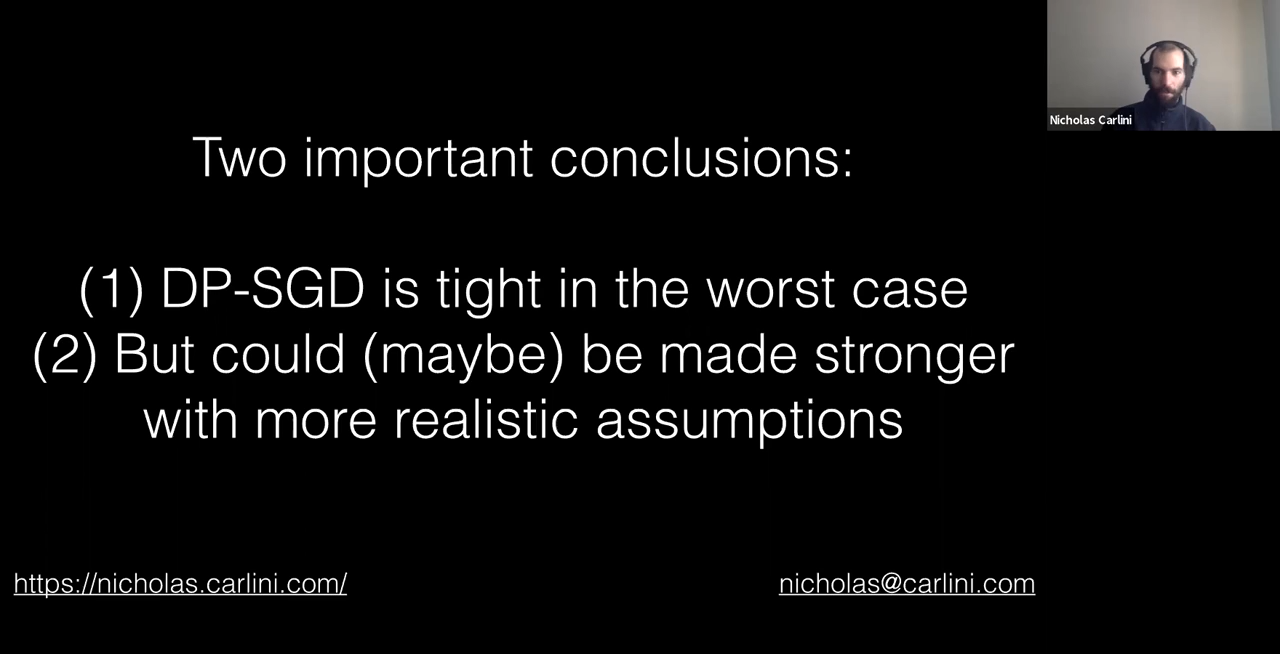 Nicholas Carlini
Two important conclusions:
(1) DP-SGD is tight in the worst case
(2) But could (maybe) be made stronger
with more realistic assumptions
https://nicholas.carlini.com/
nicholas@carlini.com